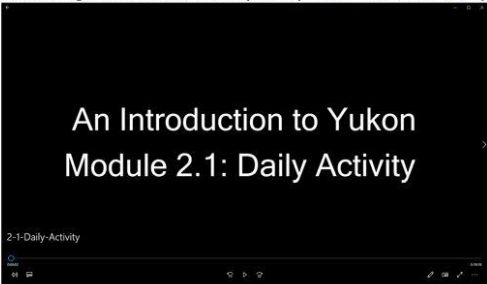 An Introduction to Yukon
Module 2.1: Daily Activity
2-1-Daily-Activity